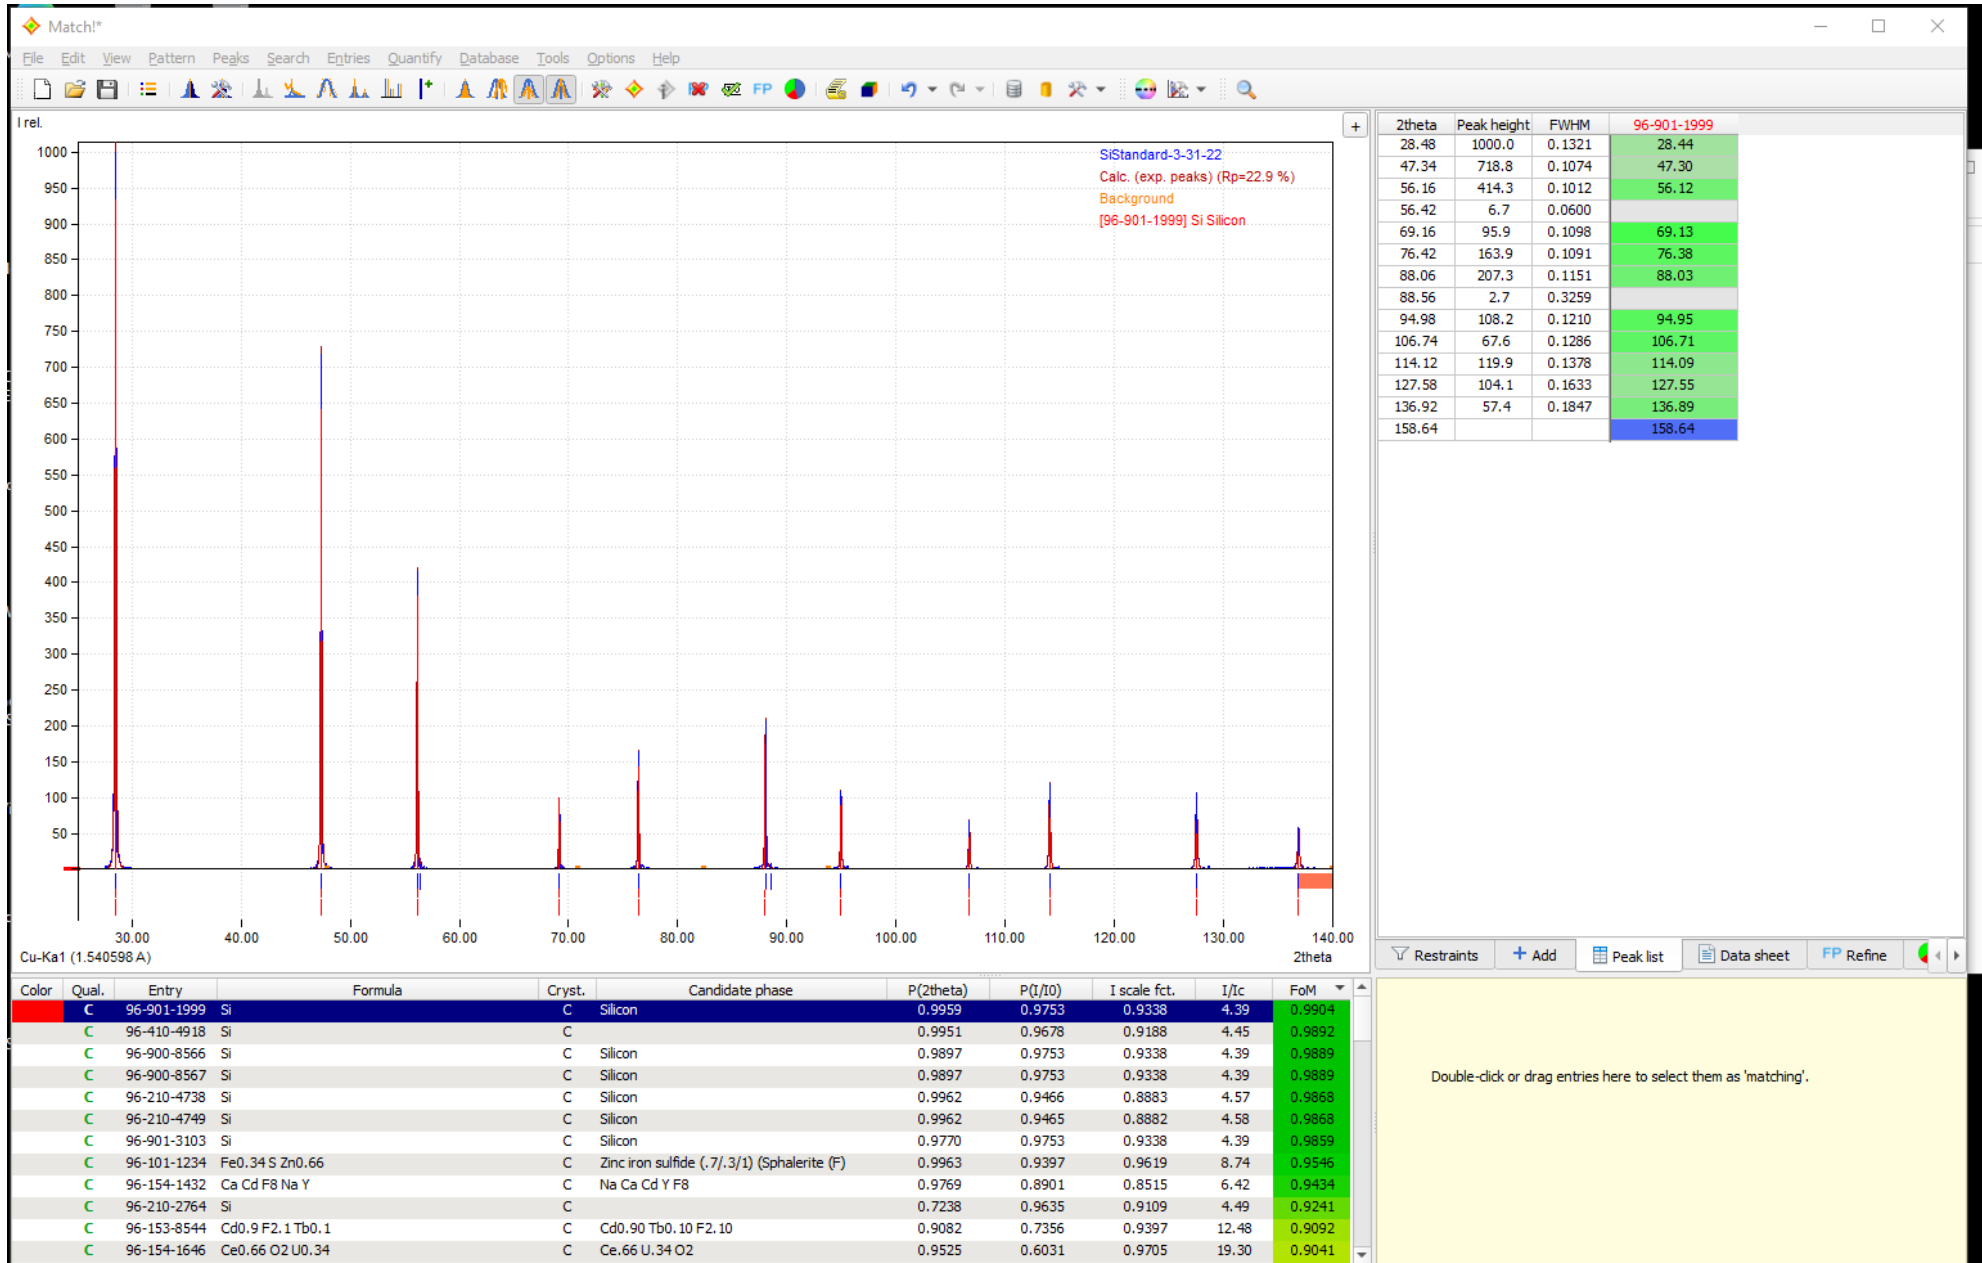 Match!*
File Edit View Pattern Peaks Search Entries Quantify Database Tools Options Help
FP
I rel.
+
1000
950
900
850
800
750
700
650
600
550
500
450
400
350
300
250
200
150
100
50
SiStandard-3-31-22
Calc. (exp. peaks) (Rp=22.9 %)
Background
[96-901-1999] Si Silicon
30.00 40.00 50.00 60.00 70.00 80.00 90.00 100.00 110.00 120.00 130.00 140.00
Cu-Ka1 (1.540598 A) 2theta
2theta Peak height FWHM 96-901-1999
28.48 1000.0 0.1321 28.44
47.34 718.8 0.1074 47.30
56.16 414.3 0.1012 56.12
56.42 6.7 0.0600
69.16 95.9 0.1098 69.13
76.42 163.9 0.1091 76.38
88.06 207.3 0.1151 88.03
88.56 2.7 0.3259
94.98 108.2 0.1210 94.95
106.74 67.6 0.1286 106.71
114.12 119.9 0.1378 114.09
127.58 104.1 0.1633 127.55
136.92 57.4 0.1847 136.89
158.64 158.64
Restraints + Add Peak list Data sheet FP Refine
Color Qual. Entry Formula Cryst. Candidate phase P(2theta) P(I/I0) I scale fct. I/Ic FoM
C 96-901-1999 Si C Silicon 0.9959 0.9753 0.9338 4.39 0.9904
C 96-410-4918 Si C 0.9951 0.9678 0.9188 4.45 0.9892
C 96-900-8566 Si C Silicon 0.9897 0.9753 0.9338 4.39 0.9889
C 96-900-8567 Si C Silicon 0.9897 0.9753 0.9338 4.39 0.9889
C 96-210-4738 Si C Silicon 0.9962 0.9466 0.8883 4.57 0.9868
C 96-210-4749 Si C Silicon 0.9962 0.9465 0.8882 4.58 0.9868
C 96-901-3103 Si C Silicon 0.9770 0.9753 0.9338 4.39 0.9859
C 96-101-1234 Fe0.34 S Zn0.66 C Zinc iron sulfide (.7/.3/1) (Sphalerite (F) 0.9963 0.9397 0.9619 8.74 0.9546
C 96-154-1432 Ca Cd F8 Na Y C Na Ca Cd Y F8 0.9769 0.8901 0.8515 6.42 0.9434
C 96-210-2764 Si C 0.7238 0.9635 0.9109 4.49 0.9241
C 96-153-8544 Cd0.9 F2.1 Tb0.1 C Cd0.90 Tb0.10 F2.10 0.9082 0.7356 0.9397 12.48 0.9092
C 96-154-1646 Ce0.66 O2 U0.34 C Ce.66 U.34 O2 0.9525 0.6031 0.9705 19.30 0.9041
Double-click or drag entries here to select them as 'matching'.